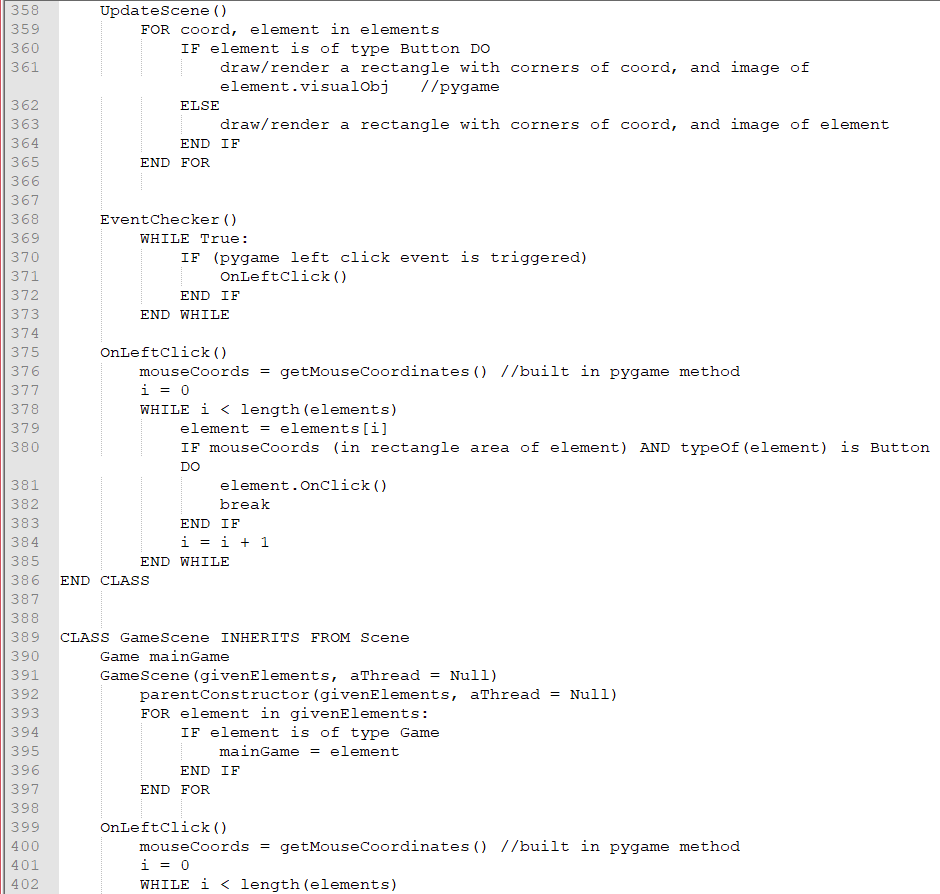 358 UpdateScene()
359 FOR coord, element in elements
360 IF element is of type Button DO
361 draw/render a rectangle with corners of coord, and image of
element.visualObj //pygame
362 ELSE
363 draw/render a rectangle with corners of coord, and image of element
364 END IF
365 END FOR
366
367
368 EventChecker()
369 WHILE True:
370 IF (pygame left click event is triggered)
371 OnLeftClick()
372 END IF
373 END WHILE
374
375 OnLeftClick()
376 mouseCoords = getMouseCoordinates() //built in pygame method
377 i = 0
378 WHILE i < length(elements)
379 element = elements[i]
380 IF mouseCoords (in rectangle area of element) AND typeOf(element) is Button
DO
381 element.OnClick()
382 break
383 END IF
384 i = i + 1
385 END WHILE
386 END CLASS
387
388
389 CLASS GameScene INHERITS FROM Scene
390 Game mainGame
391 GameScene(givenElements, aThread = Null)
392 parentConstructor(givenElements, aThread = Null)
393 FOR element in givenElements:
394 IF element is of type Game
395 mainGame = element
396 END IF
397 END FOR
398
399 OnLeftClick()
400 mouseCoords = getMouseCoordinates() //built in pygame method
401 i = 0
402 WHILE i < length(elements)